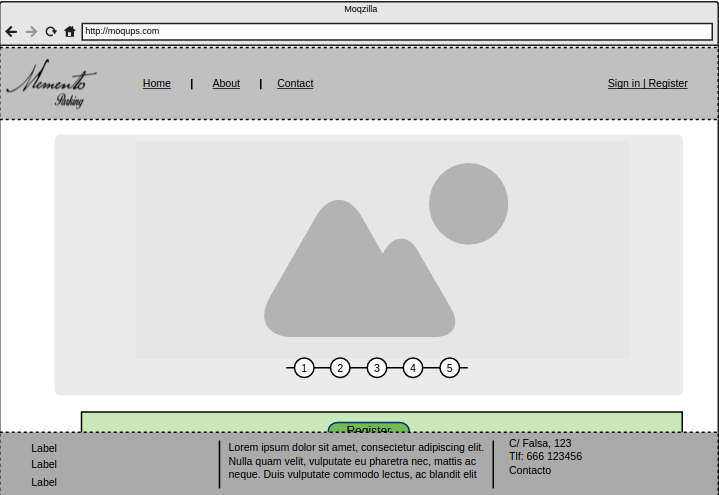 Moqzilla
http://moqups.com
Memento
Parking
Home | About | Contact
Sign in | Register
1 2 3 4 5
Register
Label
Label
Label
Lorem ipsum dolor sit amet, consectetur adipiscing elit.
Nulla quam velit, vulputate eu pharetra nec, mattis ac
neque. Duis vulputate commodo lectus, ac blandit elit
C/ Falsa, 123
Tlf: 666 123456
Contacto